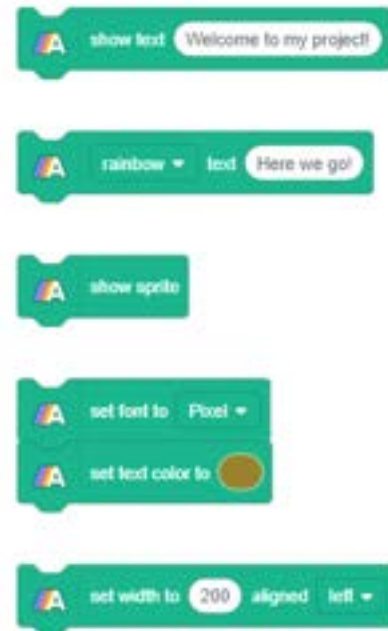 show text Welcome to my project!
rainbow text Here we go!
show sprite
set font to Pixel
set text color to
set width to 200 aligned left